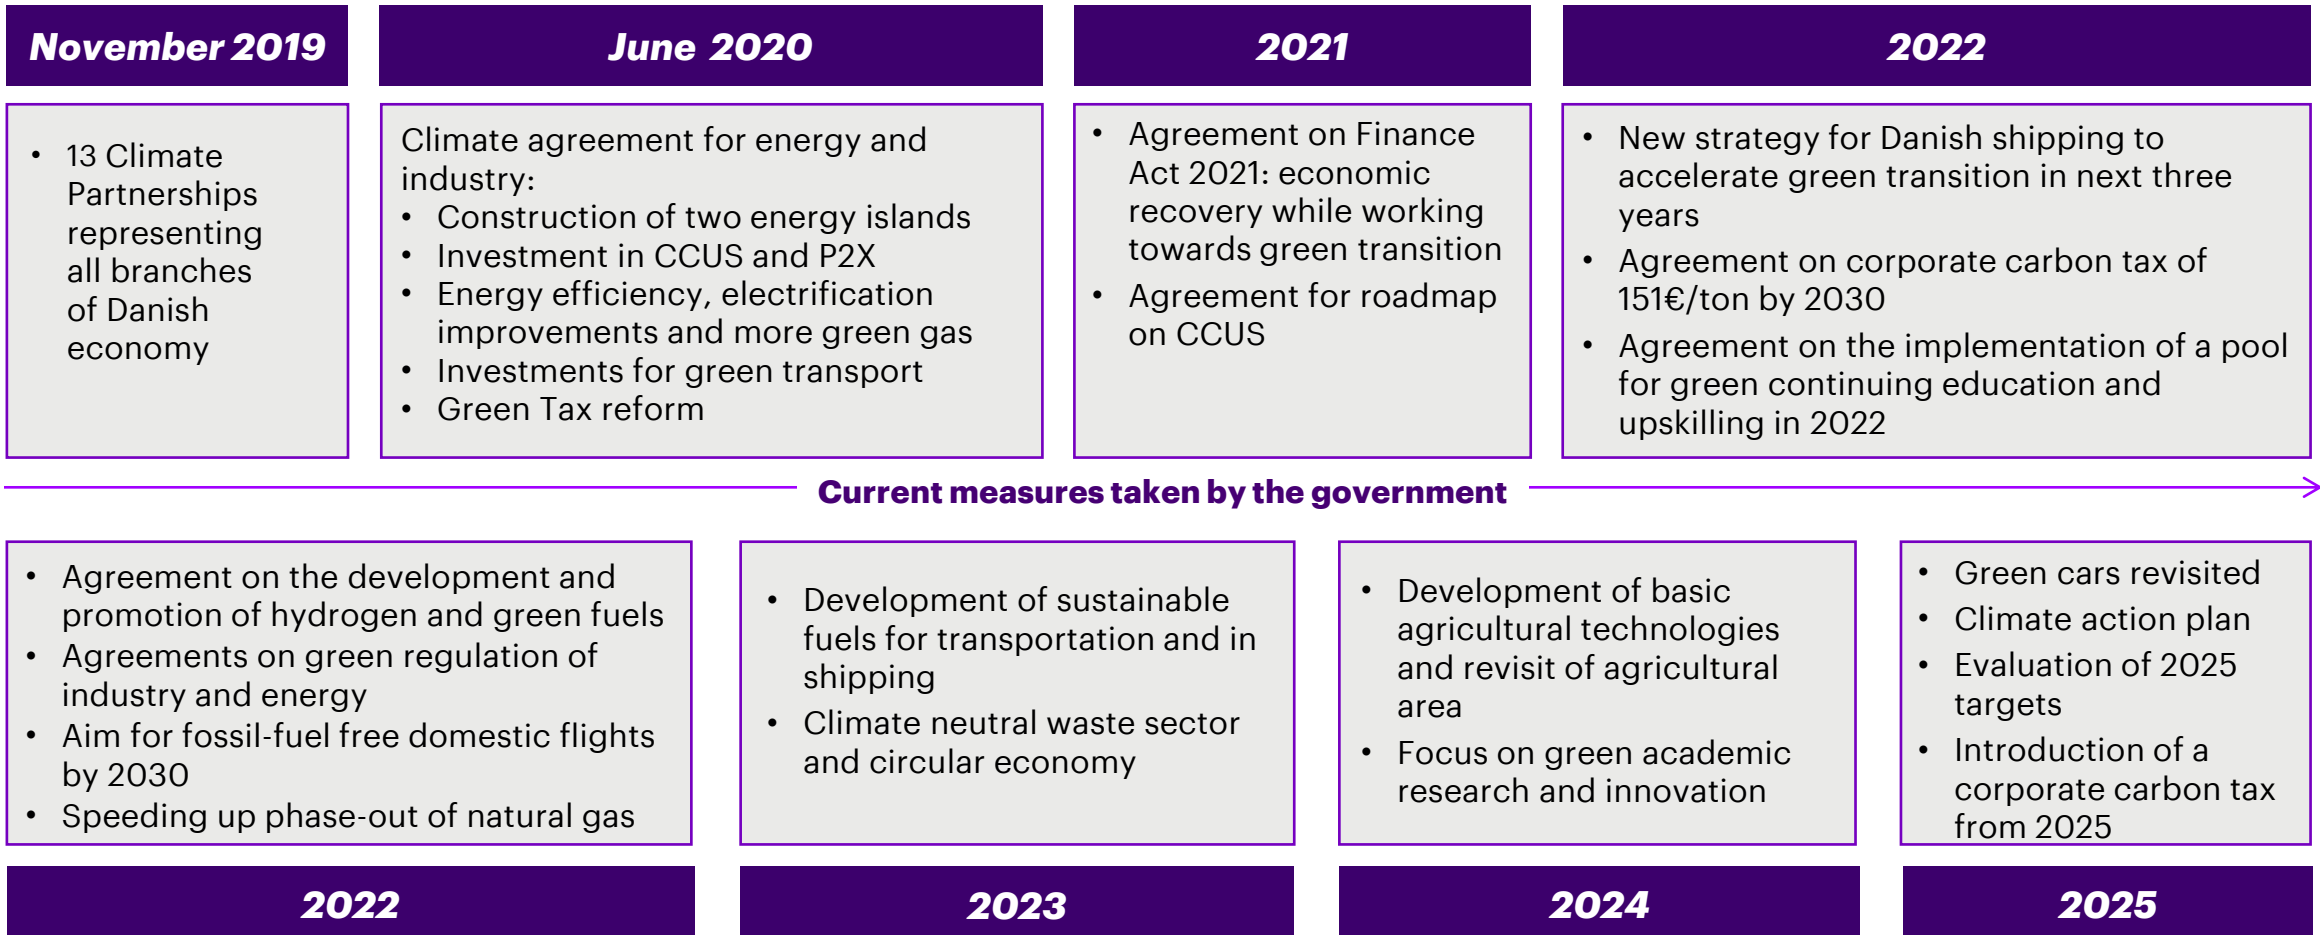 November 2019
• 13 Climate
Partnerships
representing
all branches
of Danish
economy
June 2020
Climate agreement for energy and
industry:
• Construction of two energy islands
• Investment in CCUS and P2X
• Energy efficiency, electrification
improvements and more green gas
• Investments for green transport
• Green Tax reform
2021
• Agreement on Finance
Act 2021: economic
recovery while working
towards green transition
• Agreement for roadmap
on CCUS
2022
• New strategy for Danish shipping to
accelerate green transition in next three
years
• Agreement on corporate carbon tax of
151€/ton by 2030
• Agreement on the implementation of a pool
for green continuing education and
upskilling in 2022
Current measures taken by the government
• Agreement on the development and
promotion of hydrogen and green fuels
• Agreements on green regulation of
industry and energy
• Aim for fossil-fuel free domestic flights
by 2030
• Speeding up phase-out of natural gas
2022
• Development of sustainable
fuels for transportation and in
shipping
• Climate neutral waste sector
and circular economy
2023
• Development of basic
agricultural technologies
and revisit of agricultural
area
• Focus on green academic
research and innovation
2024
• Green cars revisited
• Climate action plan
• Evaluation of 2025
targets
• Introduction of a
corporate carbon tax
from 2025
2025